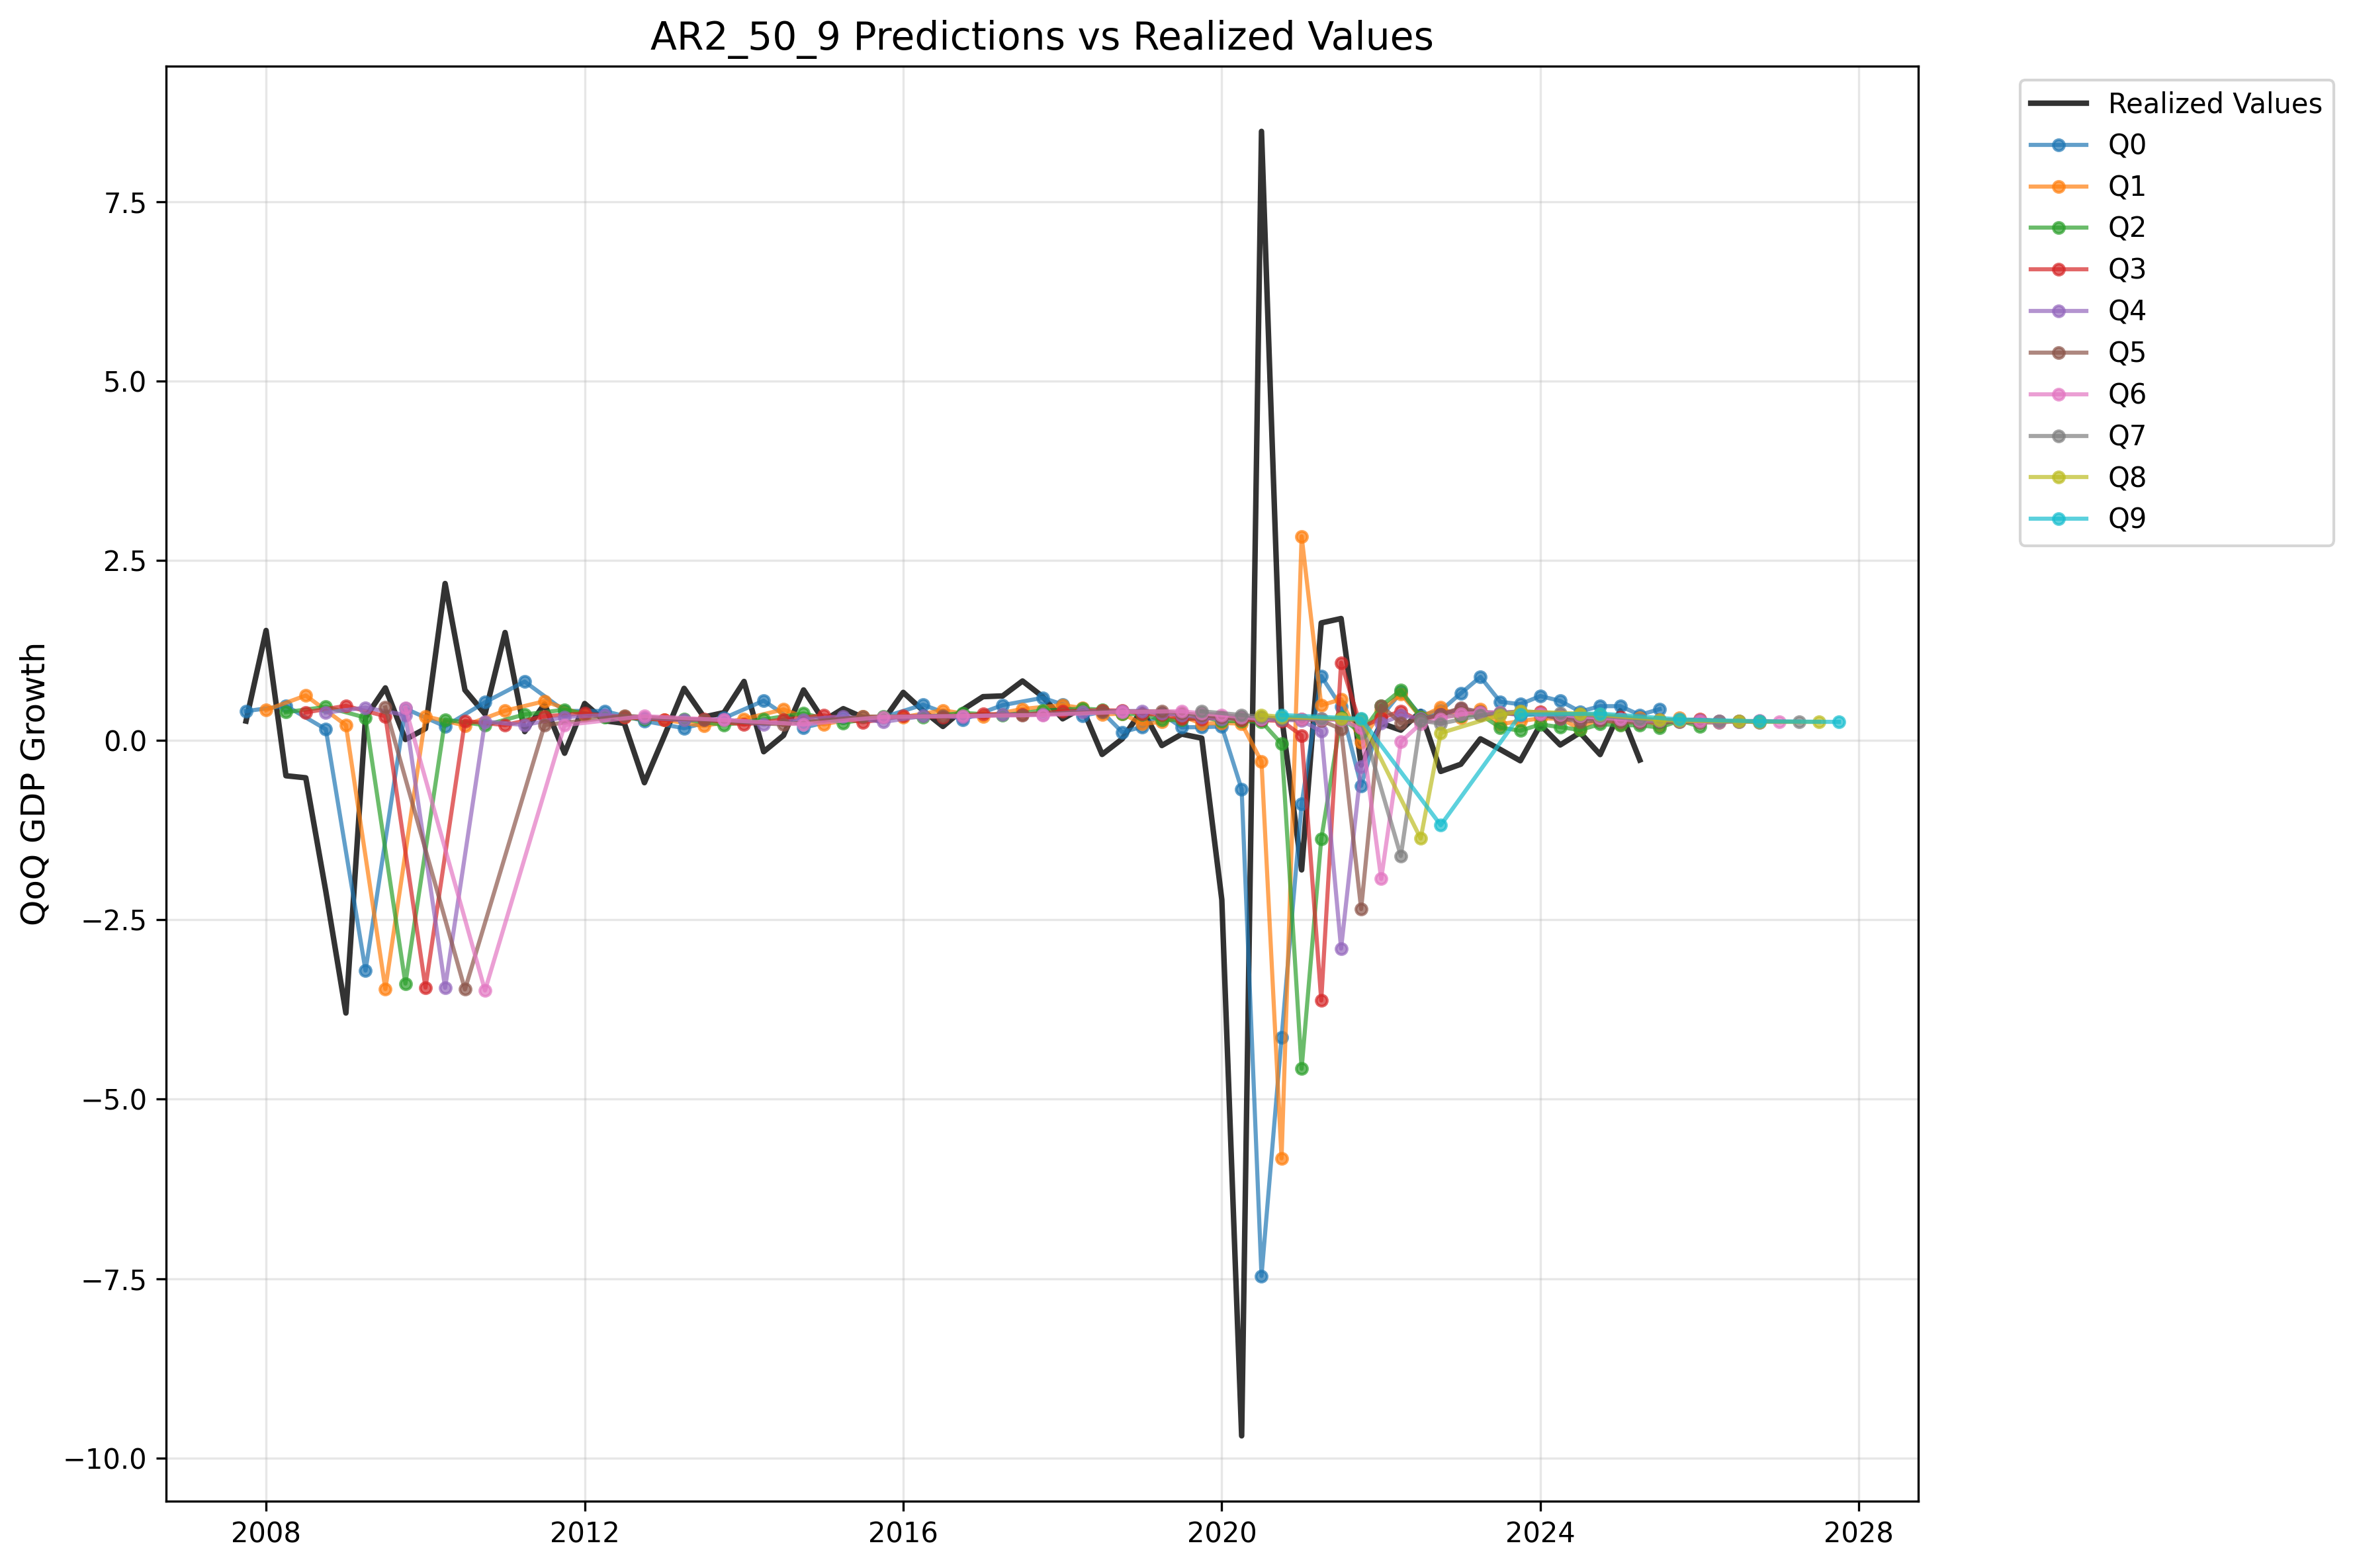 AR2_50_9 Predictions vs Realized Values
QoQ GDP Growth
7.5
5.0
2.5
0.0
−2.5
−5.0
−7.5
−10.0
2008
2012
2016
2020
2024
2028
Realized Values
Q0
Q1
Q2
Q3
Q4
Q5
Q6
Q7
Q8
Q9